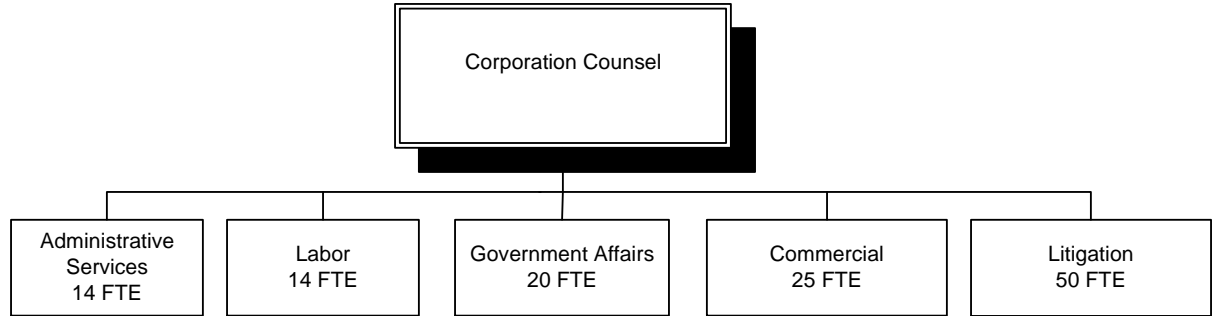 Corporation Counsel
Administrative
Services
14 FTE
Labor
14 FTE
Government Affairs
20 FTE
Commercial
25 FTE
Litigation
50 FTE